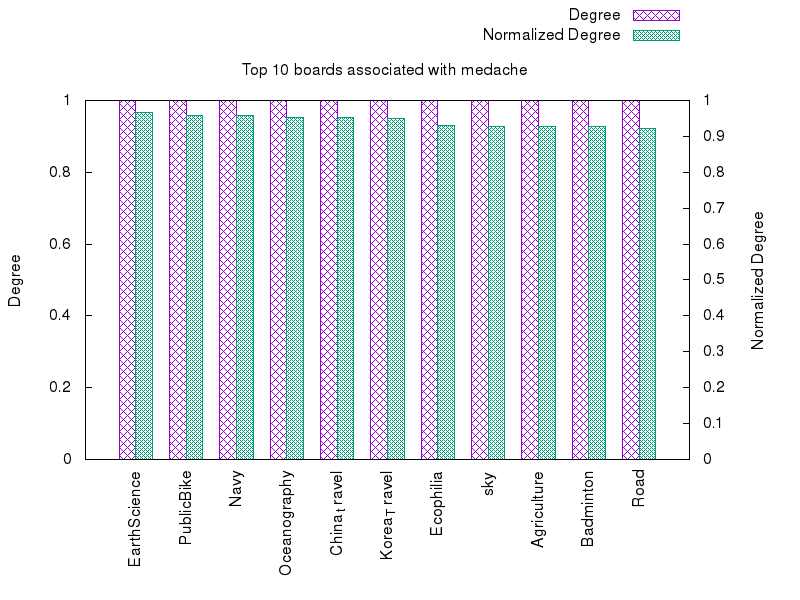 Degree
Normalized Degree
Top 10 boards associated with medache
1
0.8
0.6
0.4
0.2
0
1
0.9
0.8
0.7
0.6
0.5
0.4
0.3
0.2
0.1
0
Degree
Normalized Degree
EarthScience
PublicBike
Navy
Oceanography
China_travel
Korea_Travel
Ecophilia
sky
Agriculture
Badminton
Road